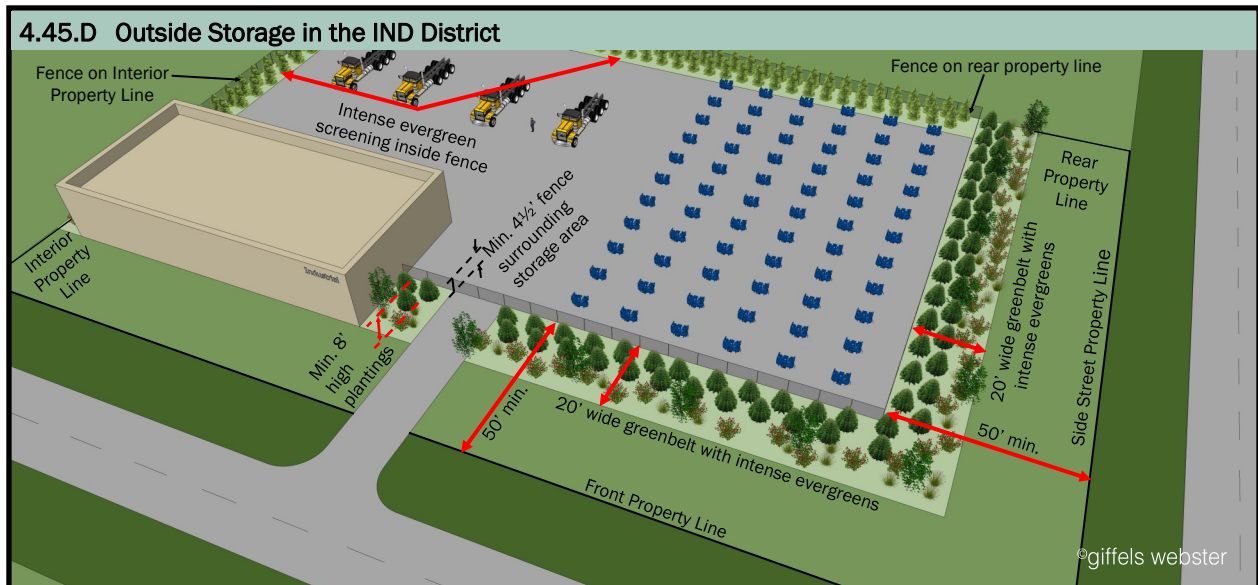 4.45.D Outside Storage in the IND District
Fence on Interior
Property Line
Fence on rear property line
Intense evergreen
screening inside fence
Rear
Property
Line
Min. 4½’ fence
surrounding
storage area
Interior
Property
Line
Industrial
Min. 8’
high
plantings
20’ wide greenbelt with
intense evergreens
Side Street Property Line
50’ min.
20’ wide greenbelt with intense evergreens
50’ min.
Front Property Line
©giffels webster